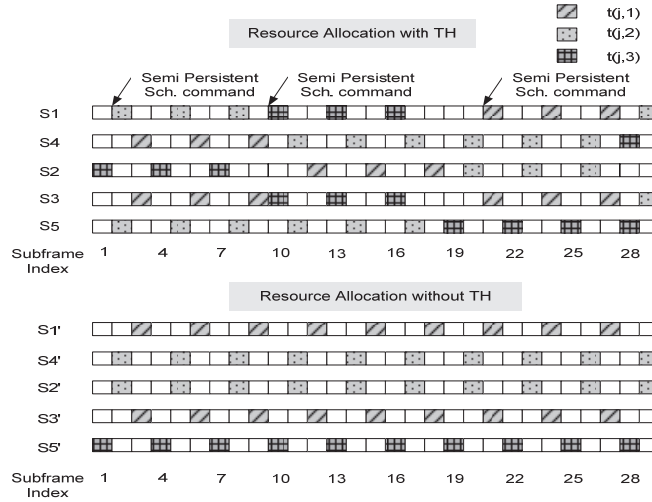 t(j,1)
Resource Allocation with TH
t(j,2)
t(j,3)
Semi Persistent
Sch. command
Semi Persistent
Sch. command
Semi Persistent
Sch. command
S1
S4
S2
S3
S5
Subframe
Index
1 4 7 10 13 16 19 22 25 28
Resource Allocation without TH
S1'
S4'
S2'
S3'
S5'
Subframe
Index
1 4 7 10 13 16 19 22 25 28